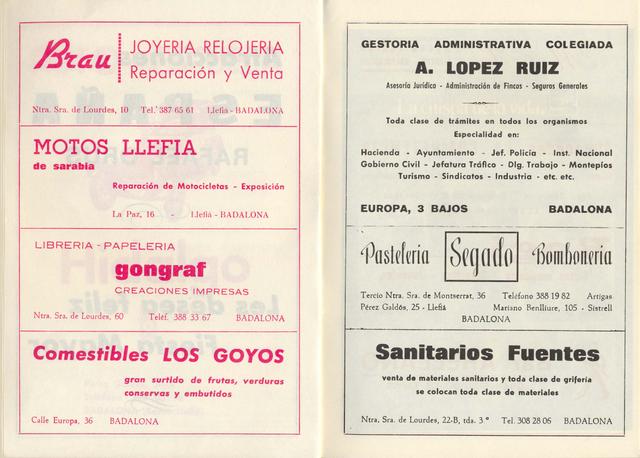 Brau
JOYERIA RELOJERIA
Reparación y Venta
Ntra. Sra. de Lourdes, 10 Tel. 387 65 61 Llefiá - BADALONA
MOTOS LLEFIA
de sarabia
Reparación de Motocicletas - Exposición
La Paz, 16 - Llefiá - BADALONA
LIBRERIA - PAPELERIA
gongraf
CREACIONES IMPRESAS
Ntra. Sra. de Lourdes, 60 Teléf. 388 33 67 BADALONA
Comestibles LOS GOYOS
gran surtido de frutas, verduras
conservas y embutidos
Calle Europa, 36 BADALONA
GESTORIA ADMINISTRATIVA COLEGIADA
A. LOPEZ RUIZ
Asesoría Jurídica - Administración de Fincas - Seguros Generales
Toda clase de trámites en todos los organismos
Especialidad en:
Hacienda - Ayuntamiento - Jef. Policía - Inst. Nacional
Gobierno Civil - Jefatura Tráfico - Dlg. Trabajo - Montepíos
Turismo - Sindicatos - Industria - etc. etc.
EUROPA, 3 BAJOS BADALONA
Pastelería Segado Bombonería
Tercio Ntra. Sra. de Montserrat, 36 Teléfono 388 19 82 Artigas
Pérez Galdós, 25 - Llefiá Mariano Benlliure, 105 - Sistrell
BADALONA
Sanitarios Fuentes
venta de materiales sanitarios y toda clase de grifería
se colocan toda clase de materiales
Ntra. Sra. de Lourdes, 22-B, tda. 3ª Tel. 308 28 06 BADALONA